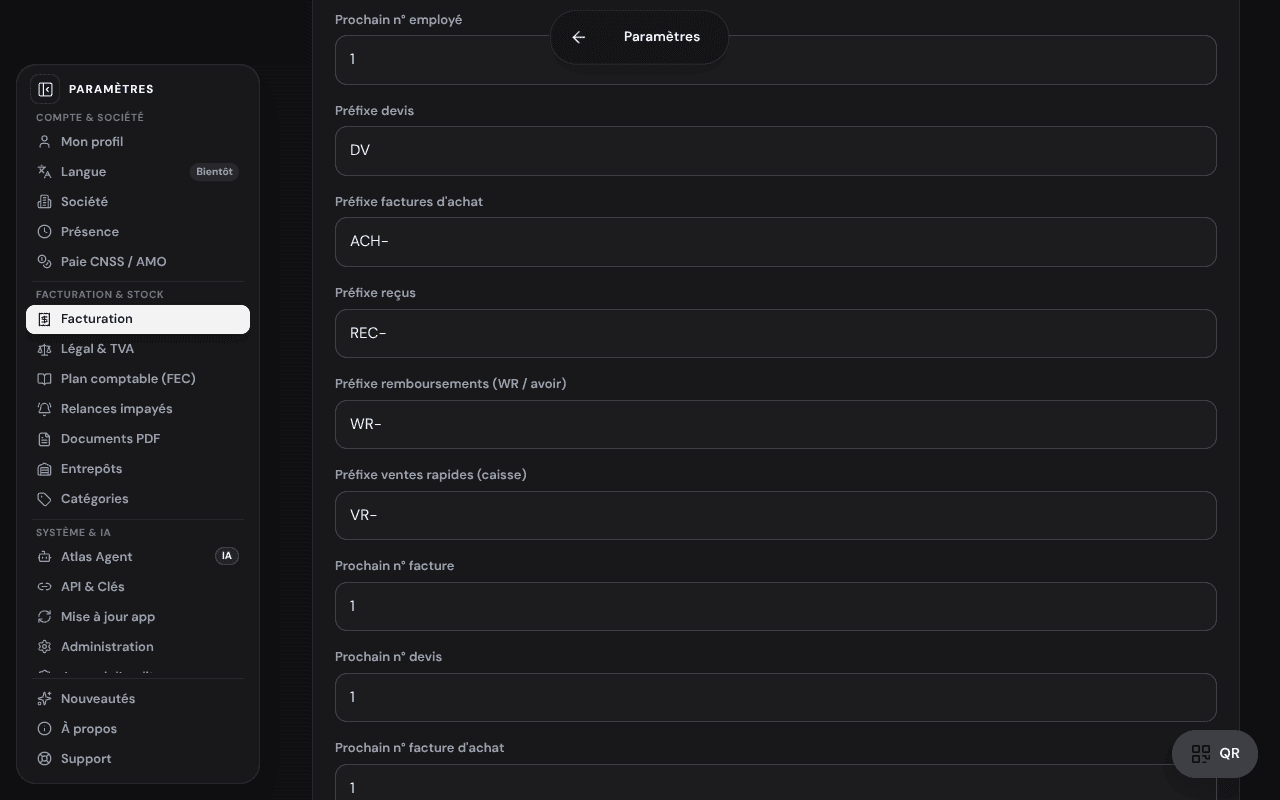 Paramètres
PARAMÈTRES
COMPTE & SOCIÉTÉ
Mon profil
Langue
Bientôt
Société
Présence
Paie CNSS / AMO
FACTURATION & STOCK
Facturation
Légal & TVA
Plan comptable (FEC)
Relances impayés
Documents PDF
Entrepôts
Catégories
SYSTÈME & IA
Atlas Agent
IA
API & Clés
Mise à jour app
Administration
Nouveautés
À propos
Support
Prochain n° employé
1
Préfixe devis
DV
Préfixe factures d'achat
ACH-
Préfixe reçus
REC-
Préfixe remboursements (WR / avoir)
WR-
Préfixe ventes rapides (caisse)
VR-
Prochain n° facture
1
Prochain n° devis
1
Prochain n° facture d'achat
1
QR